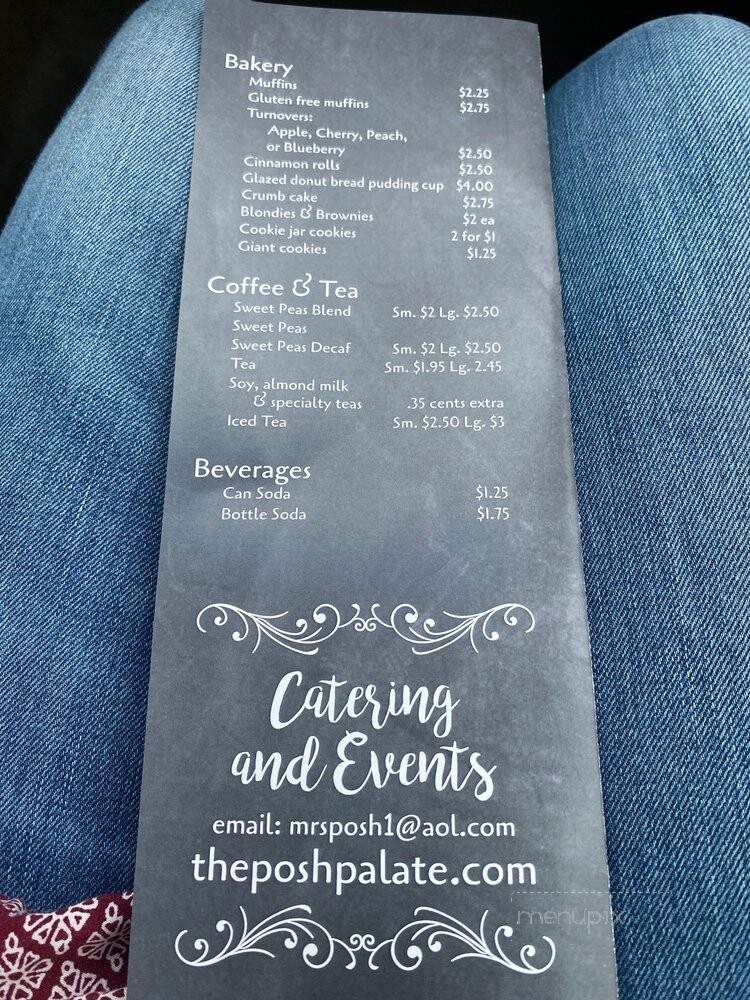 Bakery
Muffins $2.25
Gluten free muffins $2.75
Turnovers:
Apple, Cherry, Peach,
or Blueberry $2.50
Cinnamon rolls $2.50
Glazed donut bread pudding cup $4.00
Crumb cake $2.75
Blondies & Brownies $2 ea
Cookie jar cookies 2 for $1
Giant cookies $1.25
Coffee & Tea
Sweet Peas Blend Sm. $2 Lg. $2.50
Sweet Peas
Sweet Peas Decaf Sm. $2 Lg. $2.50
Tea Sm. $1.95 Lg. 2.45
Soy, almond milk
& specialty teas .35 cents extra
Iced Tea Sm. $2.50 Lg. $3
Beverages
Can Soda $1.25
Bottle Soda $1.75
Catering
and Events
email: mrsposh1@aol.com
theposhpalate.com
menupix